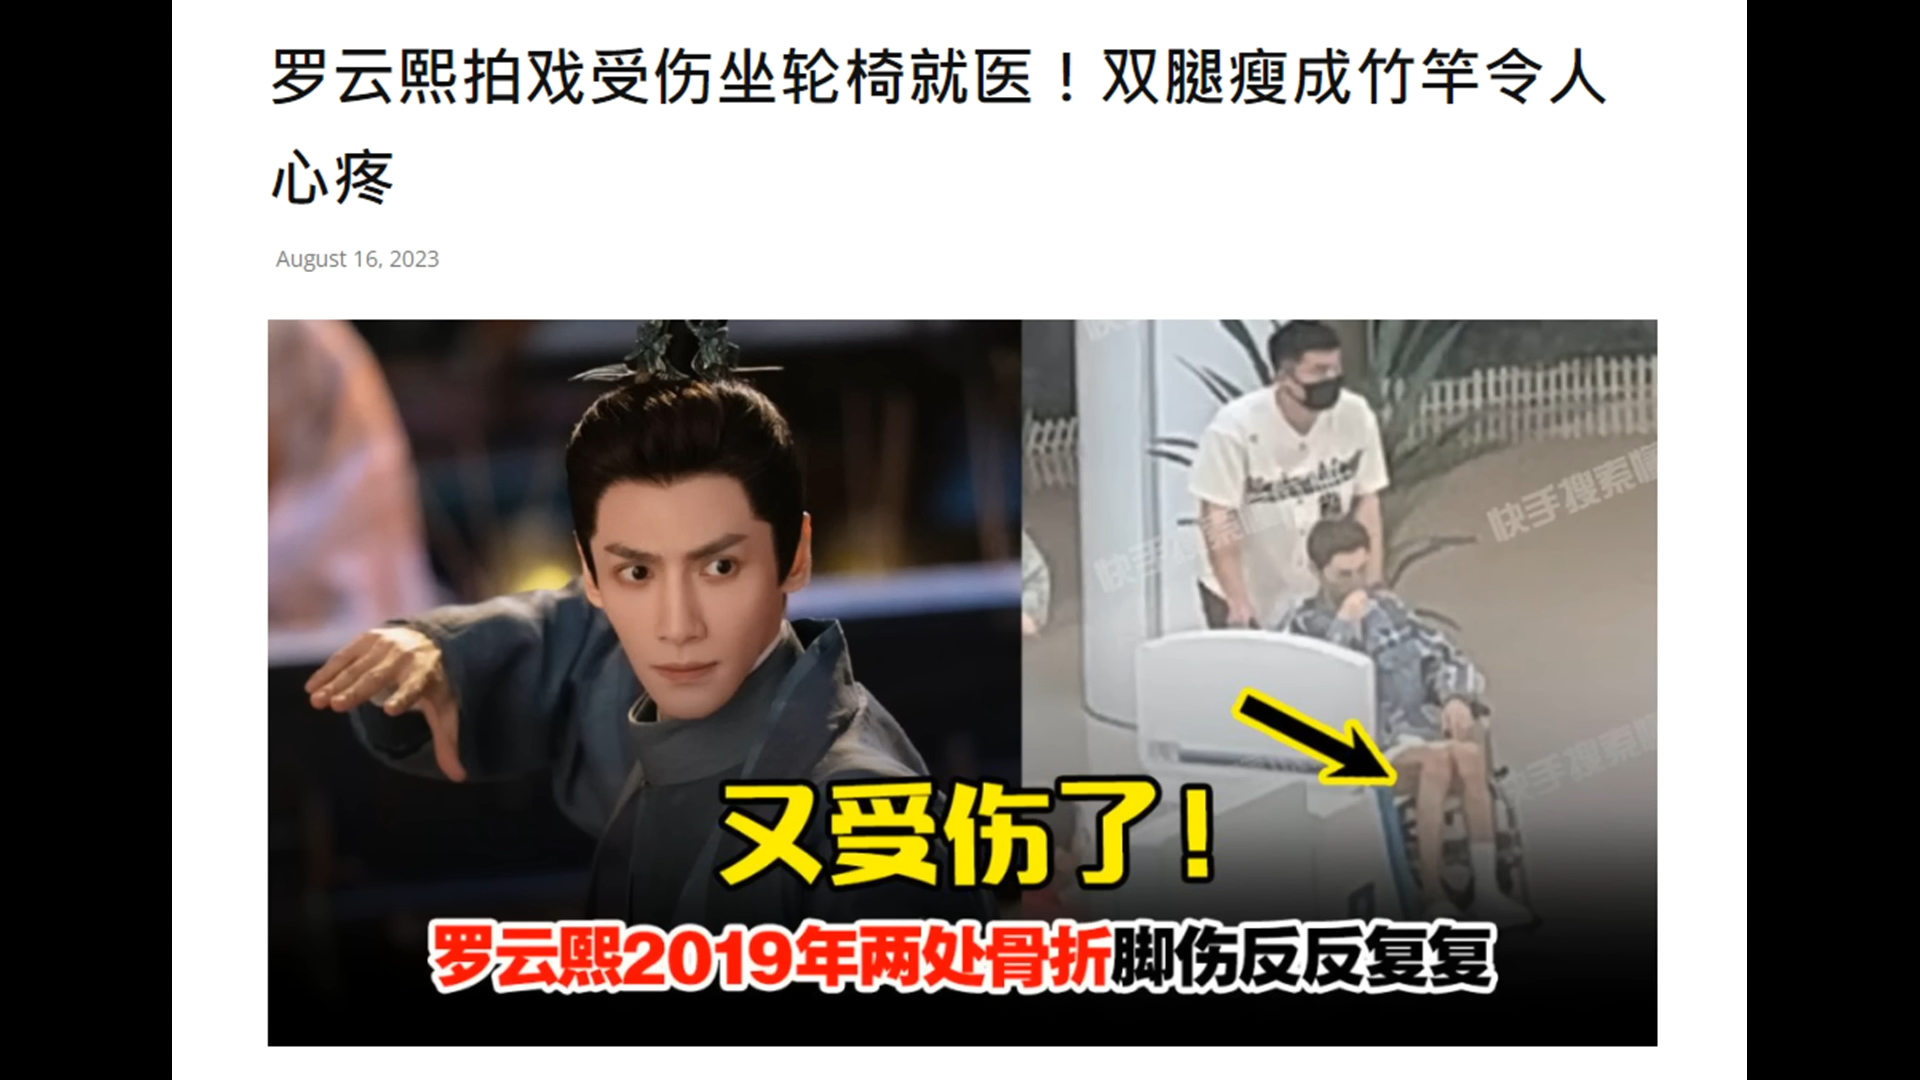 罗云熙拍戏受伤坐轮椅就医！双腿瘦成竹竿令人
心疼
August 16, 2023
快手搜索
快手搜索
快手搜索
又受伤了！
罗云熙2019年两处骨折脚伤反反复复